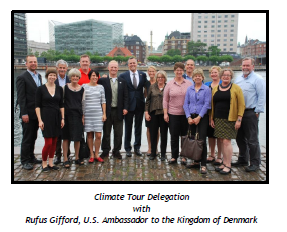 Climate Tour Delegation
with
Rufus Gifford, U.S. Ambassador to the Kingdom of Denmark